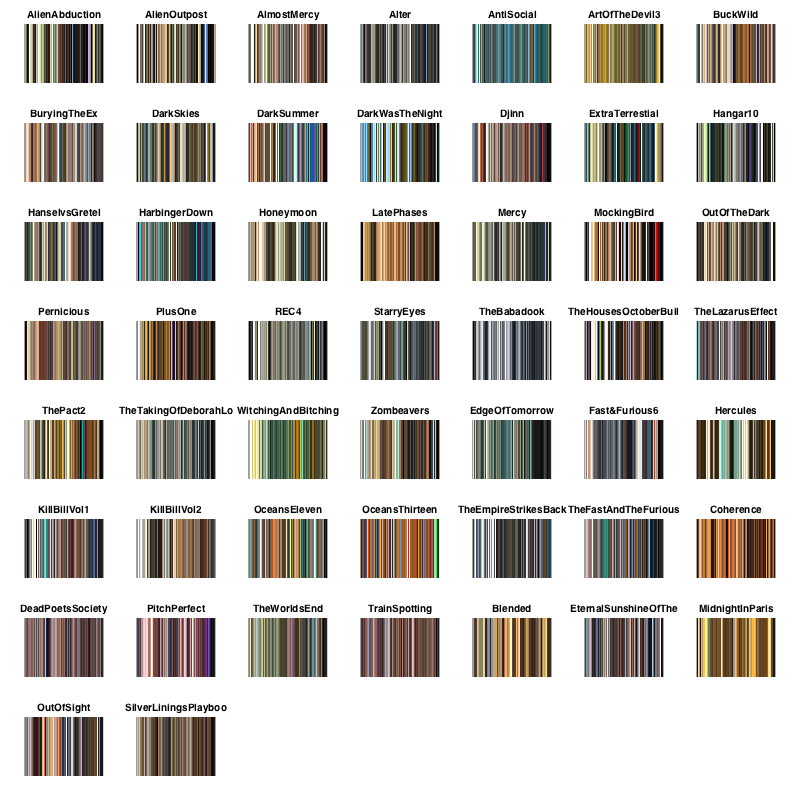 AlienAbduction AlienOutpost AlmostMercy Alter AntiSocial ArtOfTheDevil3 BuckWild
BuryingTheEx DarkSkies DarkSummer DarkWasTheNight Djinn ExtraTerrestial Hangar10
HanselvsGretel HarbingerDown Honeymoon LatePhases Mercy MockingBird OutOfTheDark
Pernicious PlusOne REC4 StarryEyes TheBabadook TheHousesOctoberBuil TheLazarusEffect
ThePact2 TheTakingOfDeborahLo WitchingAndBitching Zombeavers EdgeOfTomorrow Fast&Furious6 Hercules
KillBillVol1 KillBillVol2 OceansEleven OceansThirteen TheEmpireStrikesBack TheFastAndTheFurious Coherence
DeadPoetsSociety PitchPerfect TheWorldsEnd TrainSpotting Blended EternalSunshineOfThe MidnightInParis
OutOfSight SilverLiningsPlayboo